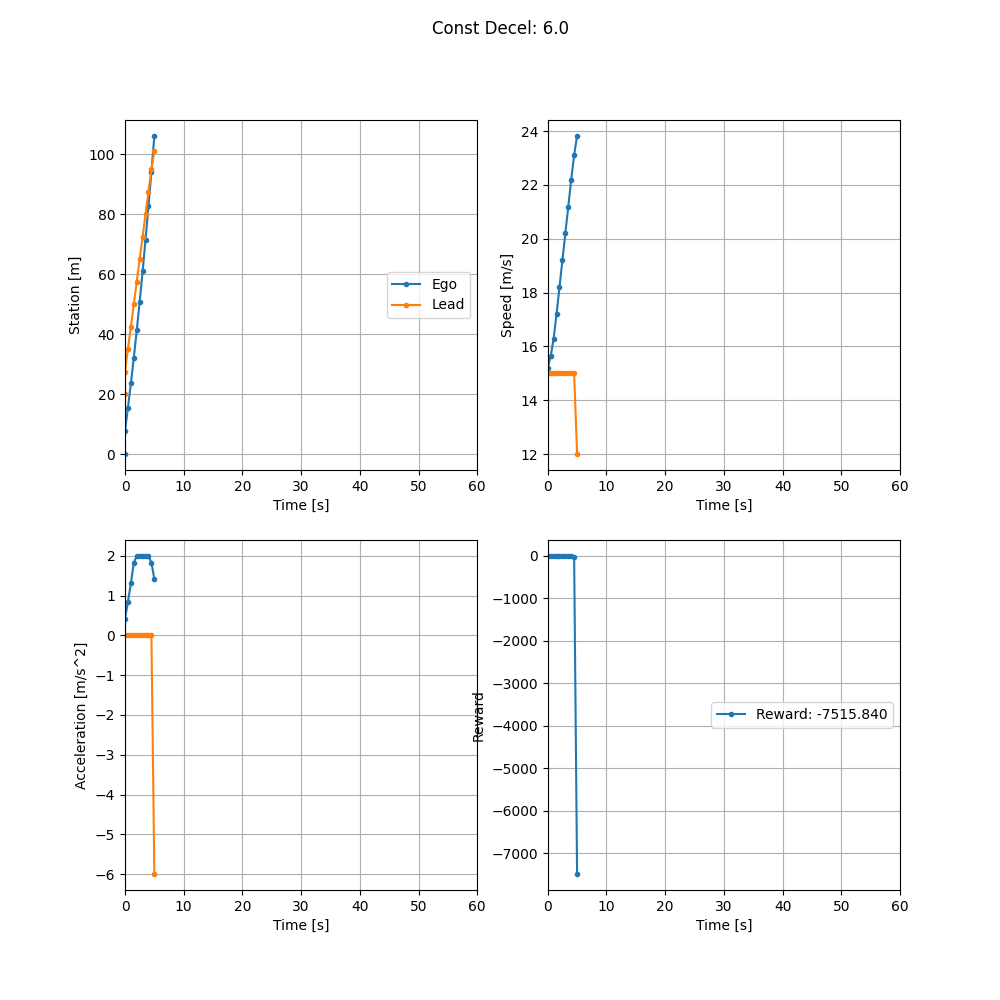 Const Decel: 6.0
100
80
60
40
20
0
Station [m]
Ego
Lead
0 10 20 30 40 50 60
Time [s]
24
22
20
18
16
14
12
Speed [m/s]
0 10 20 30 40 50 60
Time [s]
2
1
0
−1
−2
−3
−4
−5
−6
Acceleration [m/s^2]
0 10 20 30 40 50 60
Time [s]
0
−1000
−2000
−3000
−4000
−5000
−6000
−7000
Reward
Reward: -7515.840
0 10 20 30 40 50 60
Time [s]